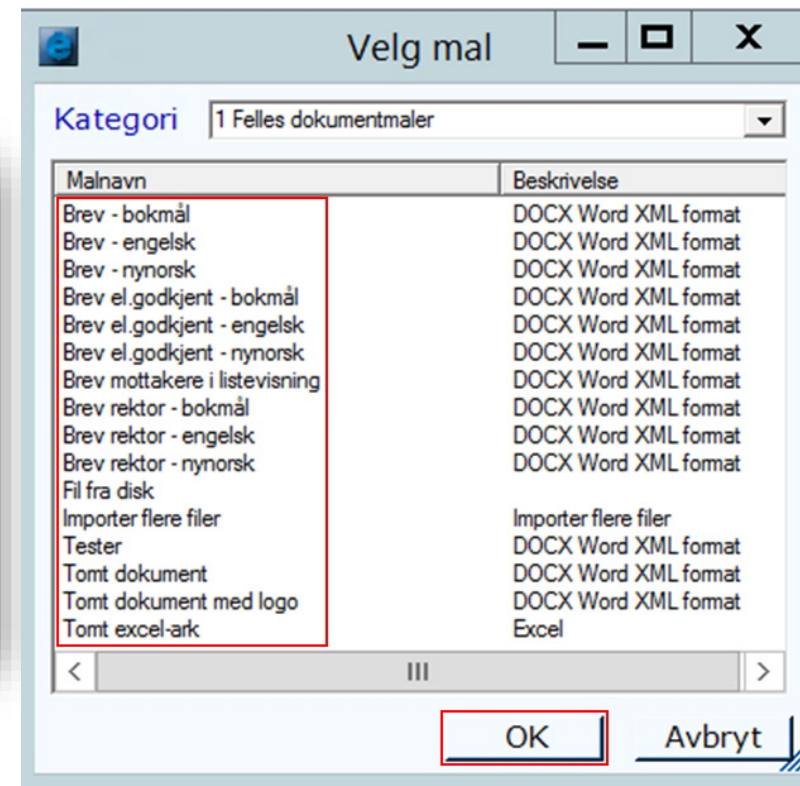 Velg mal
Kategori 1 Felles dokumentmaler
Malnavn Beskrivelse
Brev - bokmål DOCX Word XML format
Brev - engelsk DOCX Word XML format
Brev - nynorsk DOCX Word XML format
Brev el.godkjent - bokmål DOCX Word XML format
Brev el.godkjent - engelsk DOCX Word XML format
Brev el.godkjent - nynorsk DOCX Word XML format
Brev mottakere i listevisning DOCX Word XML format
Brev rektor - bokmål DOCX Word XML format
Brev rektor - engelsk DOCX Word XML format
Brev rektor - nynorsk DOCX Word XML format
Fil fra disk
Importer flere filer Importer flere filer
Tester DOCX Word XML format
Tomt dokument DOCX Word XML format
Tomt dokument med logo DOCX Word XML format
Tomt excel-ark Excel
OK Avbryt